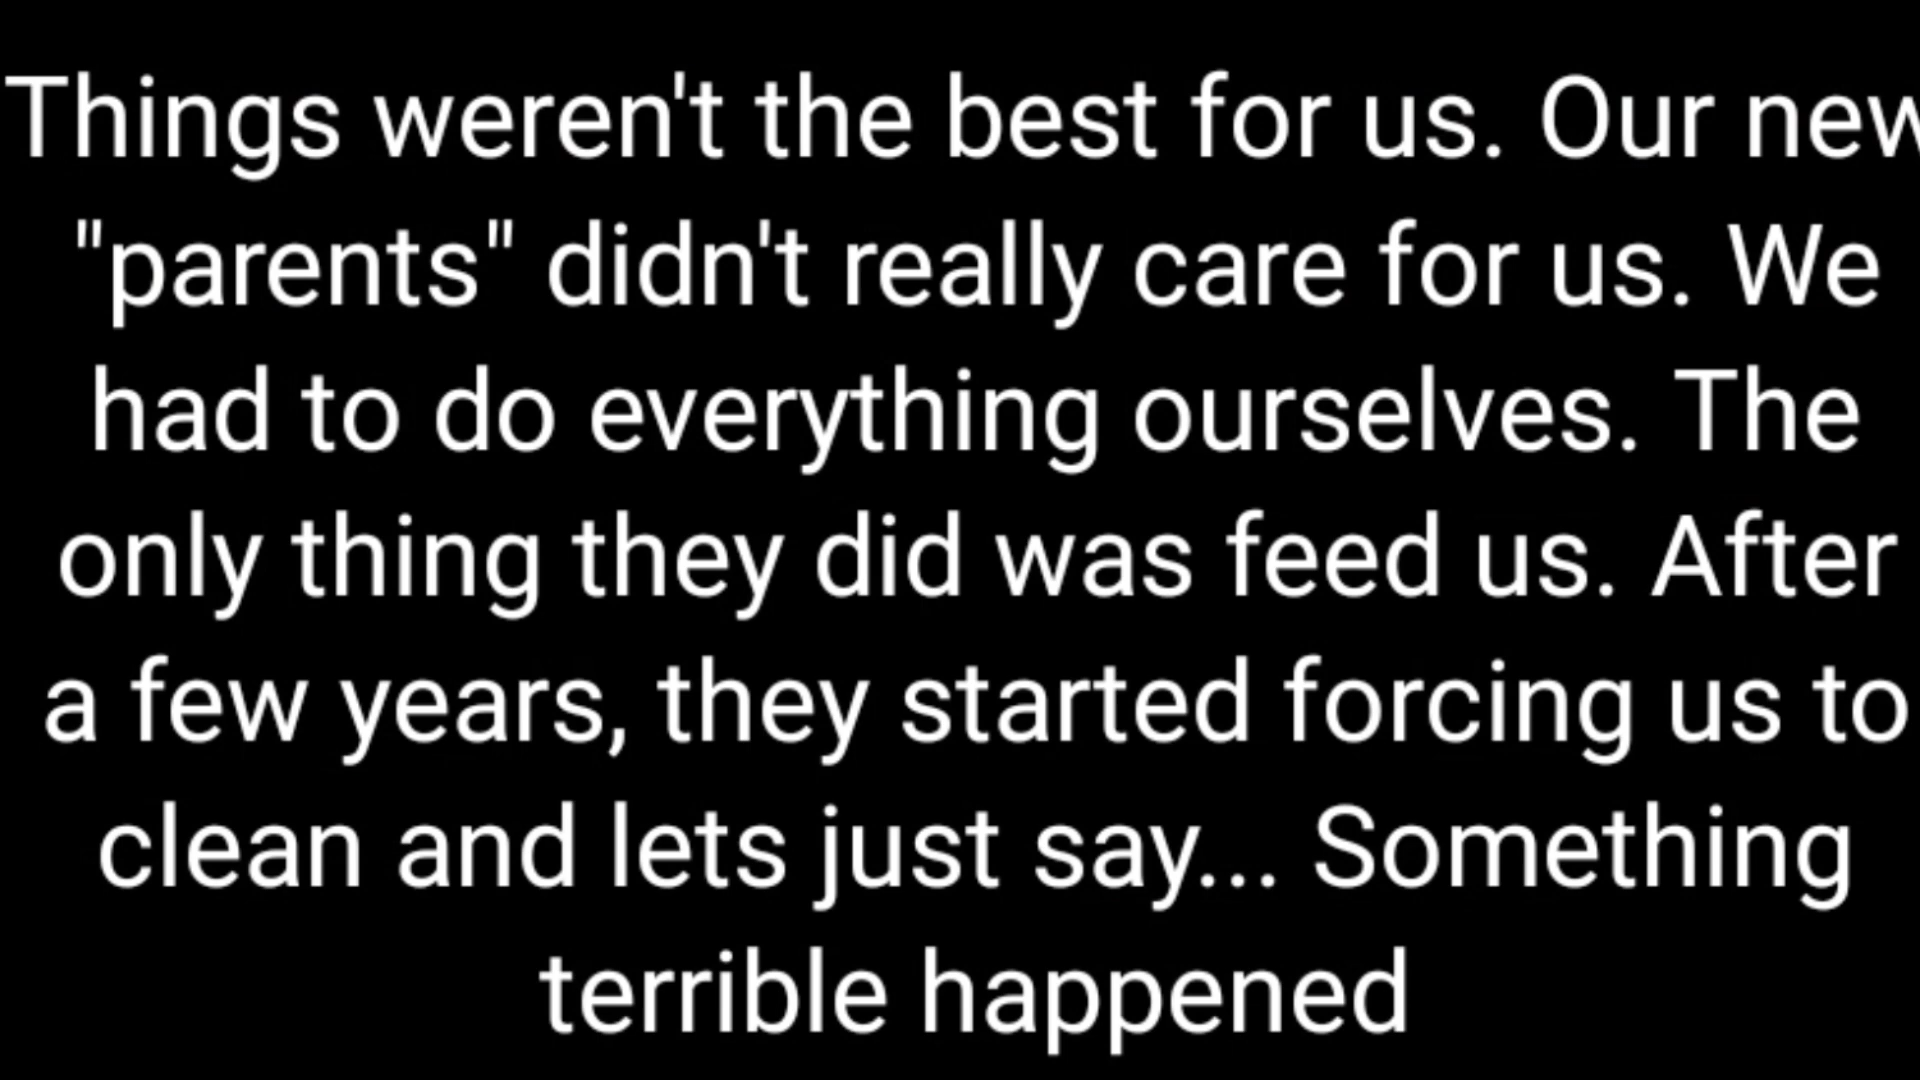 Things weren't the best for us. Our new
"parents" didn't really care for us. We
had to do everything ourselves. The
only thing they did was feed us. After
a few years, they started forcing us to
clean and lets just say... Something
terrible happened